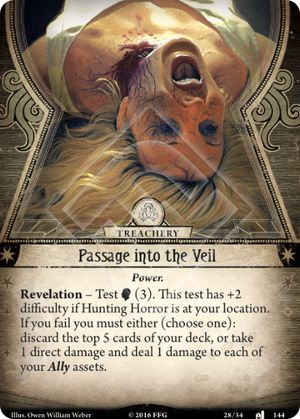 TREACHERY
Passage into the Veil
Power.
Revelation – Test (3). This test has +2
difficulty if Hunting Horror is at your location.
If you fail you must either (choose one):
discard the top 5 cards of your deck, or take
1 direct damage and deal 1 damage to each of
your Ally assets.
Illus. Owen William Weber © 2016 FFG 28/34 144